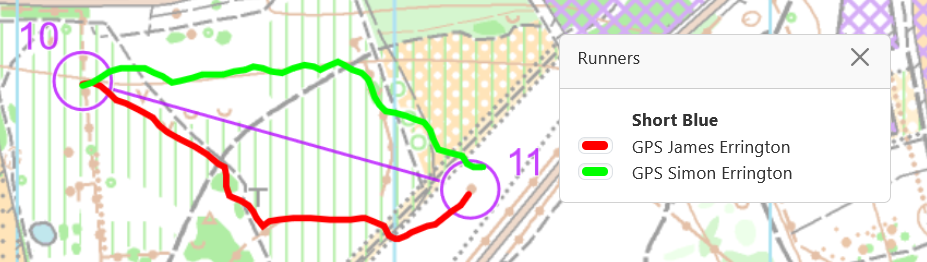 10
11
Runners
Short Blue
GPS James Errington
GPS Simon Errington